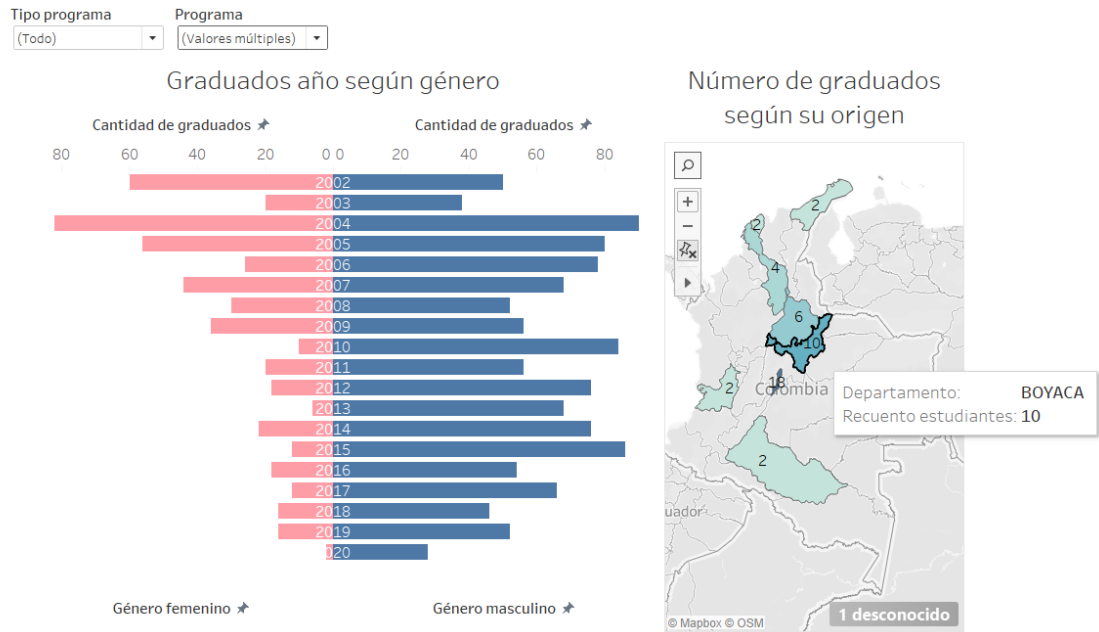 Tipo programa
Programa
(Todo)
(Valores múltiples)
Graduados año según género
Número de graduados
según su origen
Cantidad de graduados
Cantidad de graduados
80 60 40 20 0 0 20 40 60 80
2002
2003
2004
2005
2006
2007
2008
2009
2010
2011
2012
2013
2014
2015
2016
2017
2018
2019
020
Género femenino
Género masculino
2
2
4
6
10
18
Colombia
2
2
uador
Departamento: BOYACA
Recuento estudiantes: 10
1 desconocido
© Mapbox © OSM